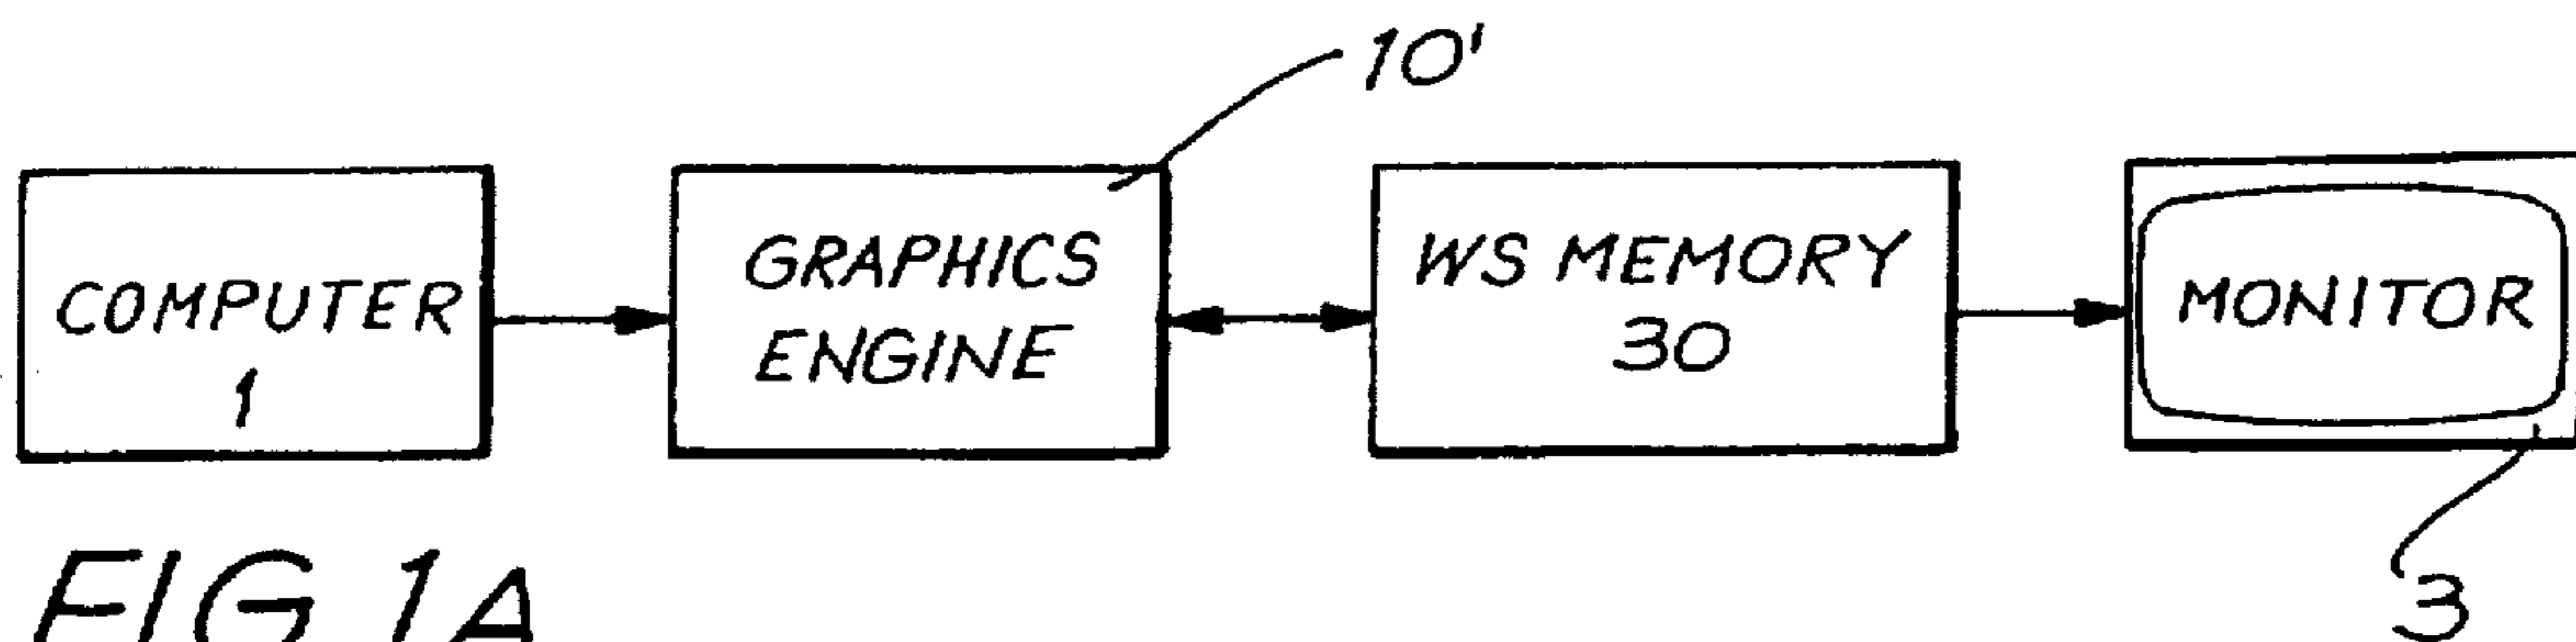 10'
COMPUTER
1
GRAPHICS
ENGINE
WS MEMORY
30
MONITOR
3
FIG 1A